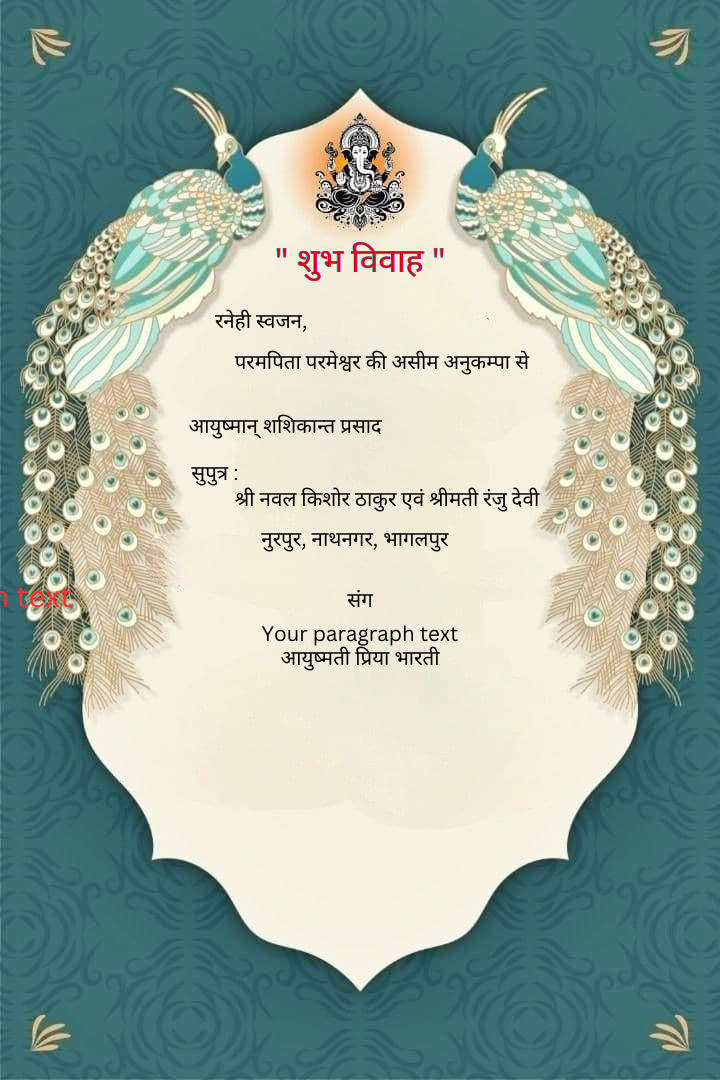 " शुभ विवाह "
रनेही स्वजन,
परमपिता परमेश्वर की असीम अनुकम्पा से
आयुष्मान् शशिकान्त प्रसाद
सुपुत्र :
श्री नवल किशोर ठाकुर एवं श्रीमती रंजु देवी
नुरपुर, नाथनगर, भागलपुर
h text
संग
Your paragraph text
आयुष्मती प्रिया भारती